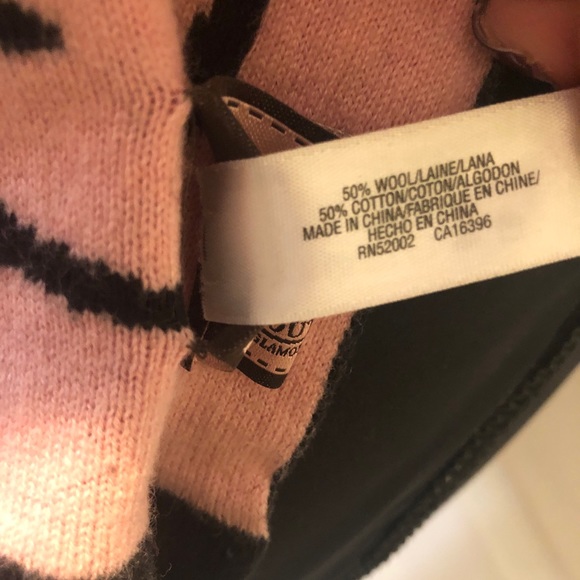 50% WOOL/LAINE/LANA
50% COTTON/COTON/ALGODON
MADE IN CHINA/FABRIQUE EN CHINE/
HECHO EN CHINA
RN52002 CA16396